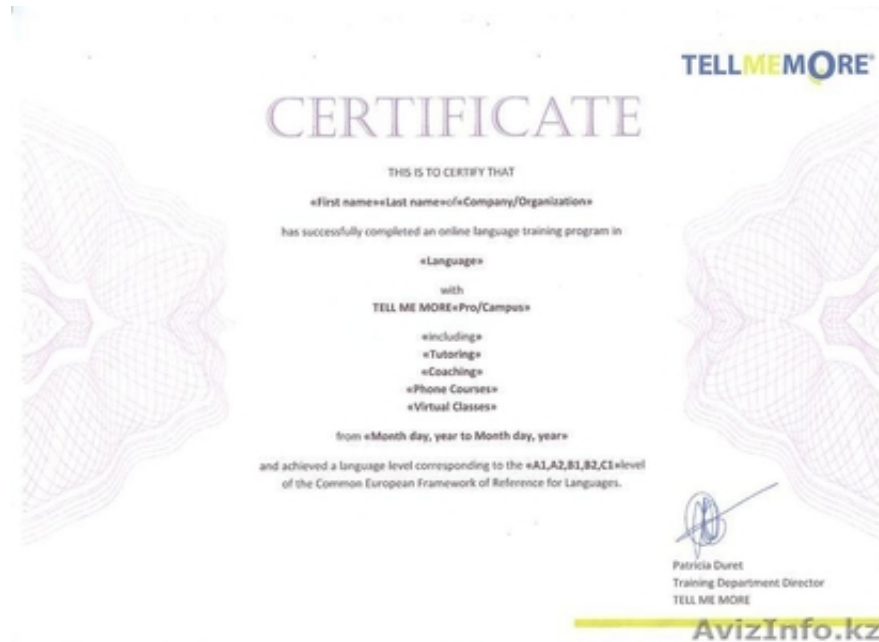 TELLMEMORE®
CERTIFICATE
THIS IS TO CERTIFY THAT
«First name»«Last name»of«Company/Organization»
has successfully completed an online language training program in
«Language»
with
TELL ME MORE«Pro/Campus»
«including»
«Tutoring»
«Coaching»
«Phone Courses»
«Virtual Classes»
from «Month day, year to Month day, year»
and achieved a language level corresponding to the «A1,A2,B1,B2,C1»level
of the Common European Framework of Reference for Languages.
Patricia Duret
Training Department Director
TELL ME MORE
AvizInfo.kz